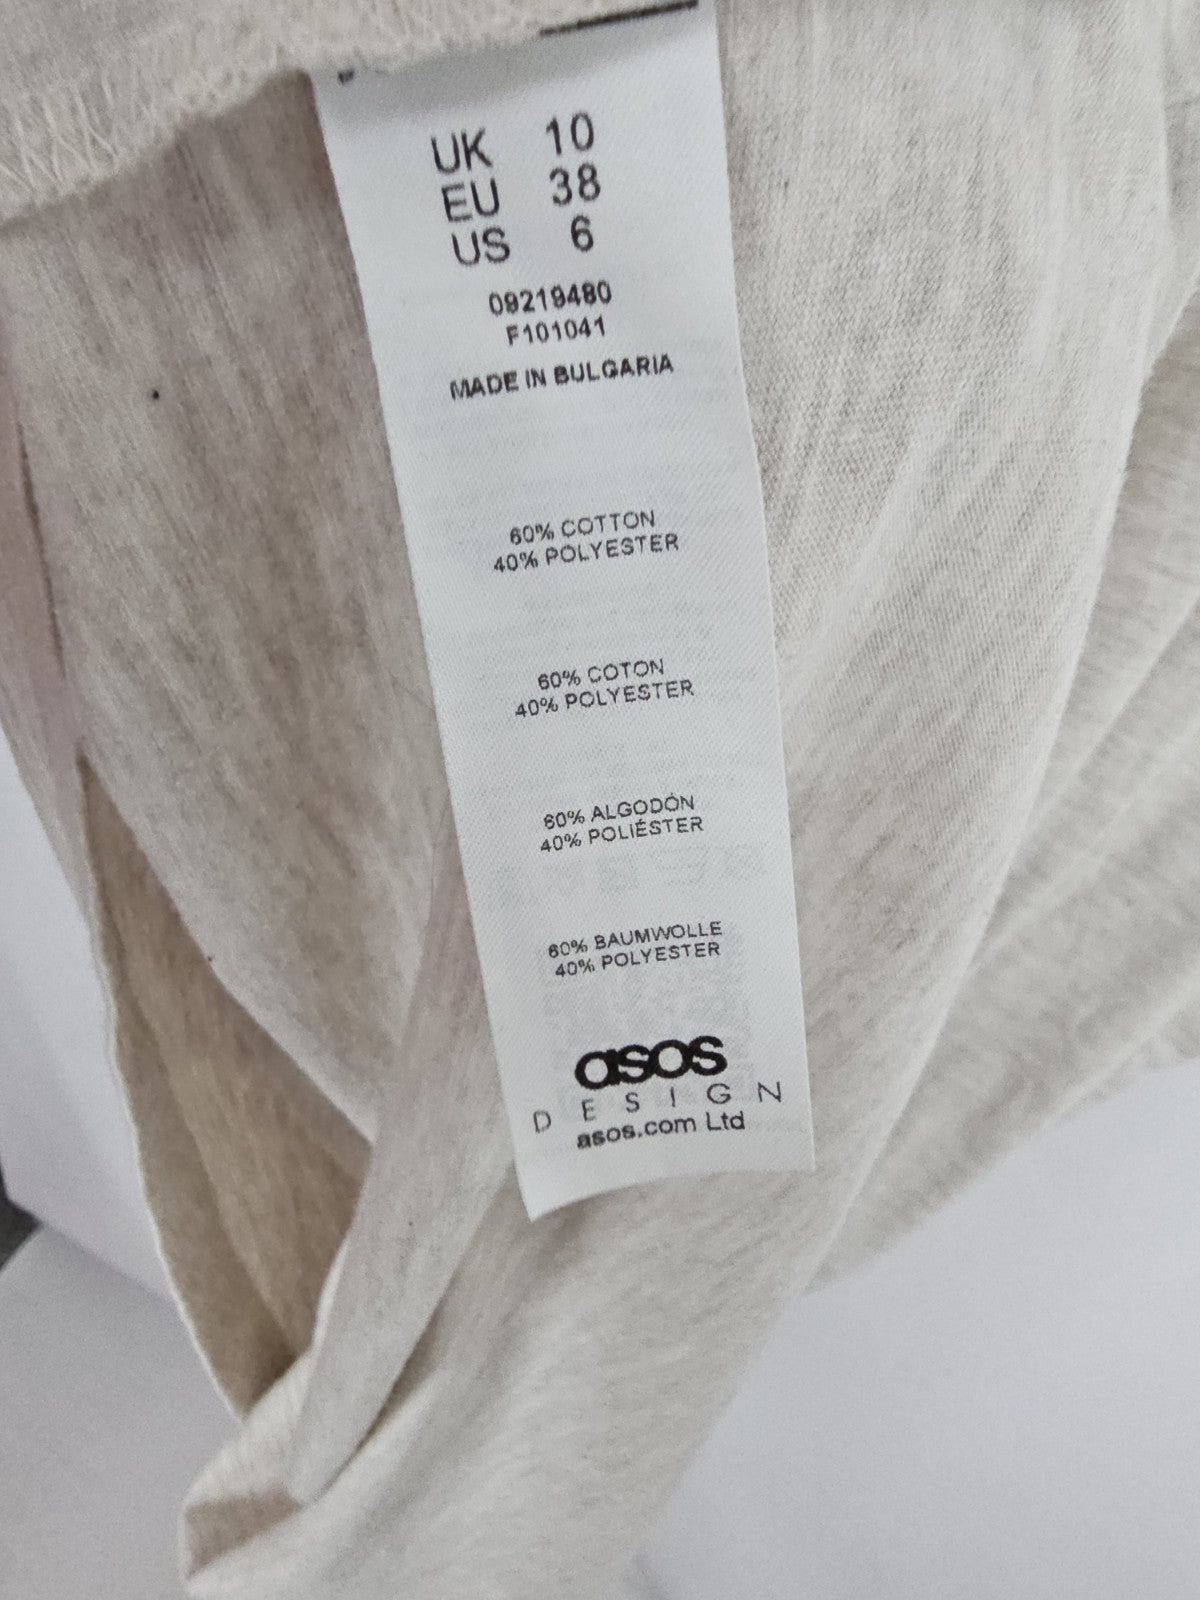 UK 10
EU 38
US 6
09219480
F101041
MADE IN BULGARIA
60% COTTON
40% POLYESTER
60% COTON
40% POLYESTER
60% ALGODÓN
40% POLIÉSTER
60% BAUMWOLLE
40% POLYESTER
asos
DESIGN
asos.com Ltd